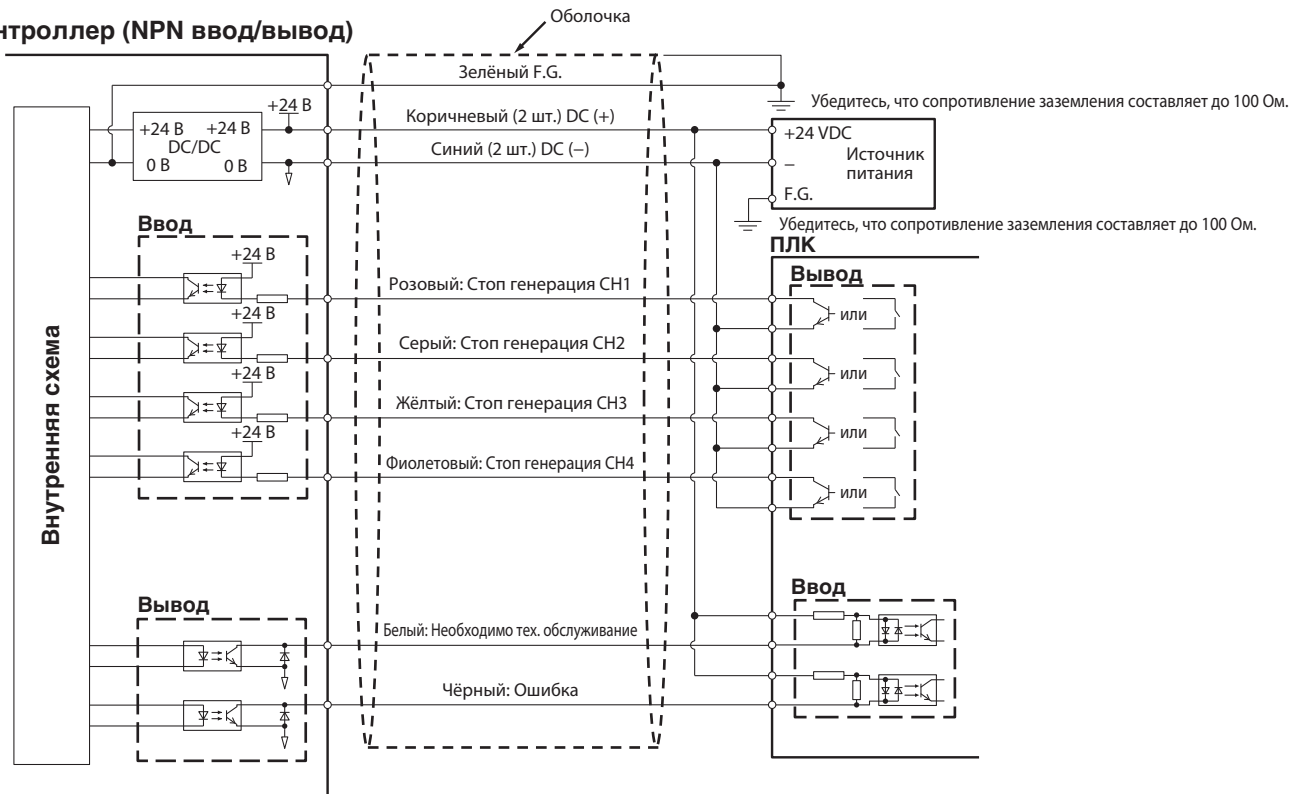 Оболочка
нтроллер (NPN ввод/вывод)
Зелёный F.G.
Убедитесь, что сопротивление заземления составляет до 100 Ом.
+24 В
Коричневый (2 шт.) DC (+)
+24 В +24 В
DC/DC
0 В 0 В
Синий (2 шт.) DC (−)
+24 VDC
−
Источник
питания
F.G.
Убедитесь, что сопротивление заземления составляет до 100 Ом.
Ввод
ПЛК
+24 В
Вывод
Розовый: Стоп генерация CH1
или
+24 В
Серый: Стоп генерация CH2
или
+24 В
Жёлтый: Стоп генерация CH3
или
+24 В
Фиолетовый: Стоп генерация CH4
или
Внутренняя схема
Ввод
Вывод
Белый: Необходимо тех. обслуживание
Чёрный: Ошибка